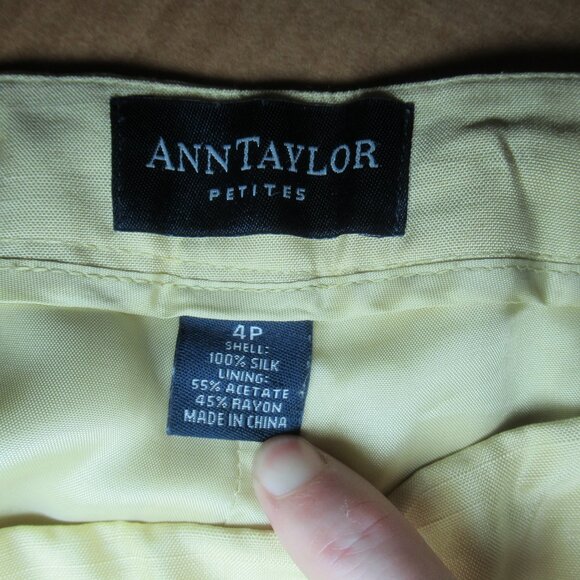 ANNTAYLOR
PETITES
4P
SHELL:
100% SILK
LINING:
55% ACETATE
45% RAYON
MADE IN CHINA